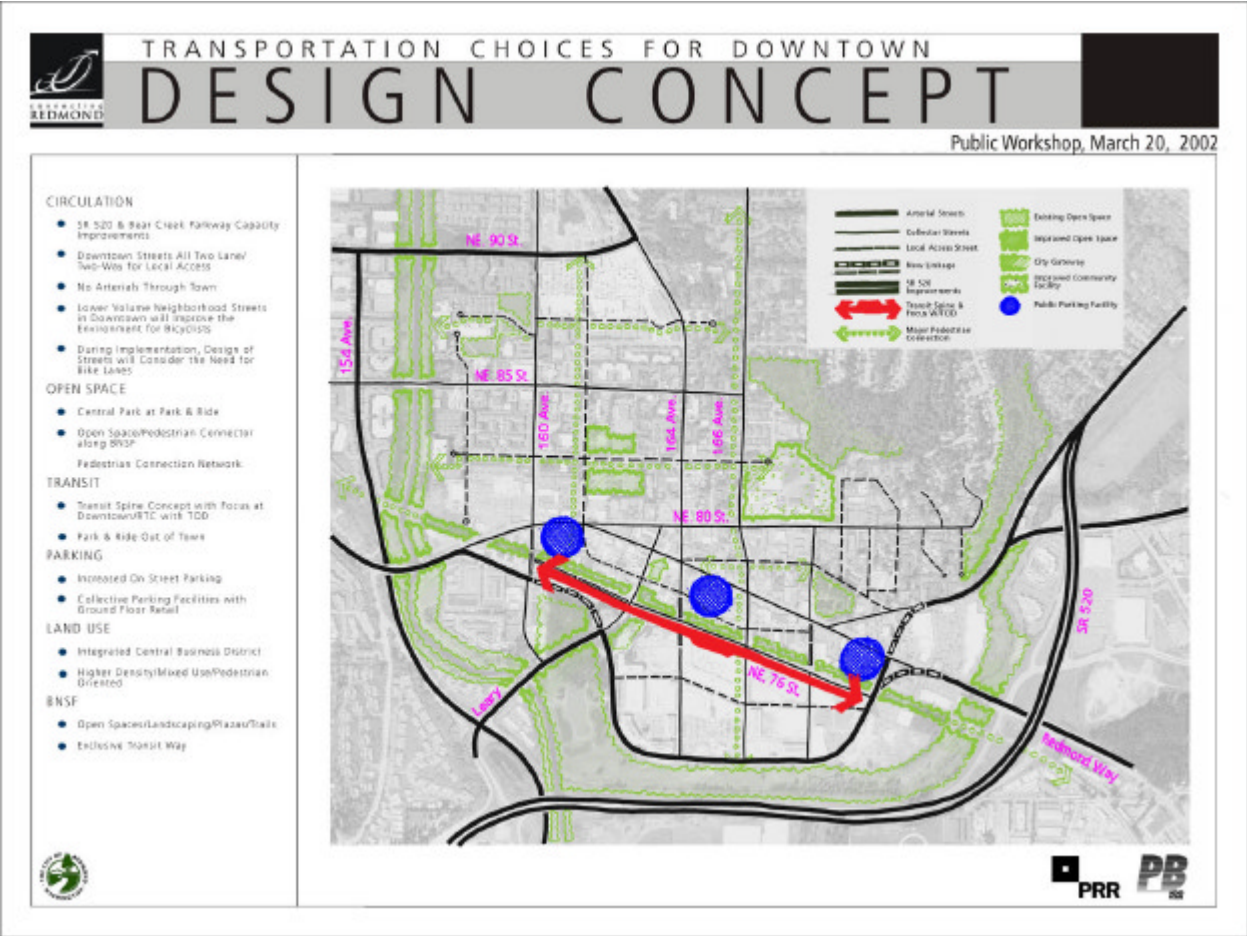 TRANSPORTATION CHOICES FOR DOWNTOWN
DESIGN CONCEPT
connecting
REDMOND
Public Workshop, March 20, 2002
CIRCULATION
SR 520 & Bear Creek Parkway Capacity
Improvements
Downtown Streets All Two Lane/
Two-Way for Local Access
No Arterials Through Town
Lower Volume Neighborhood Streets
in Downtown will Improve the
Environment for Bicyclists
During Implementation, Design of
Streets will Consider the Need for
Bike Lanes
OPEN SPACE
Central Park at Park & Ride
Open Space/Pedestrian Connector
along BNSF
Pedestrian Connection Network
TRANSIT
Transit Spine Concept with Focus at
Downtown/RTC with TOD
Park & Ride Out of Town
PARKING
Increased On Street Parking
Collective Parking Facilities with
Ground Floor Retail
LAND USE
Integrated Central Business District
Higher Density/Mixed Use/Pedestrian
Oriented
BNSF
Open Spaces/Landscaping/Plazas/Trails
Exclusive Transit Way
Arterial Streets
Collector Streets
Local Access Street
New Linkage
SR 520
Improvements
Transit Spine &
Focus W/TOD
Major Pedestrian
Connection
Existing Open Space
Improved Open Space
City Gateway
Improved Community
Facility
Public Parking Facility
NE 90 St.
154 Ave.
NE. 85 St.
160 Ave.
164 Ave.
166 Ave.
NE. 80 St.
SR 520
NE. 76 St.
Leary
Redmond Way
PRR
PB